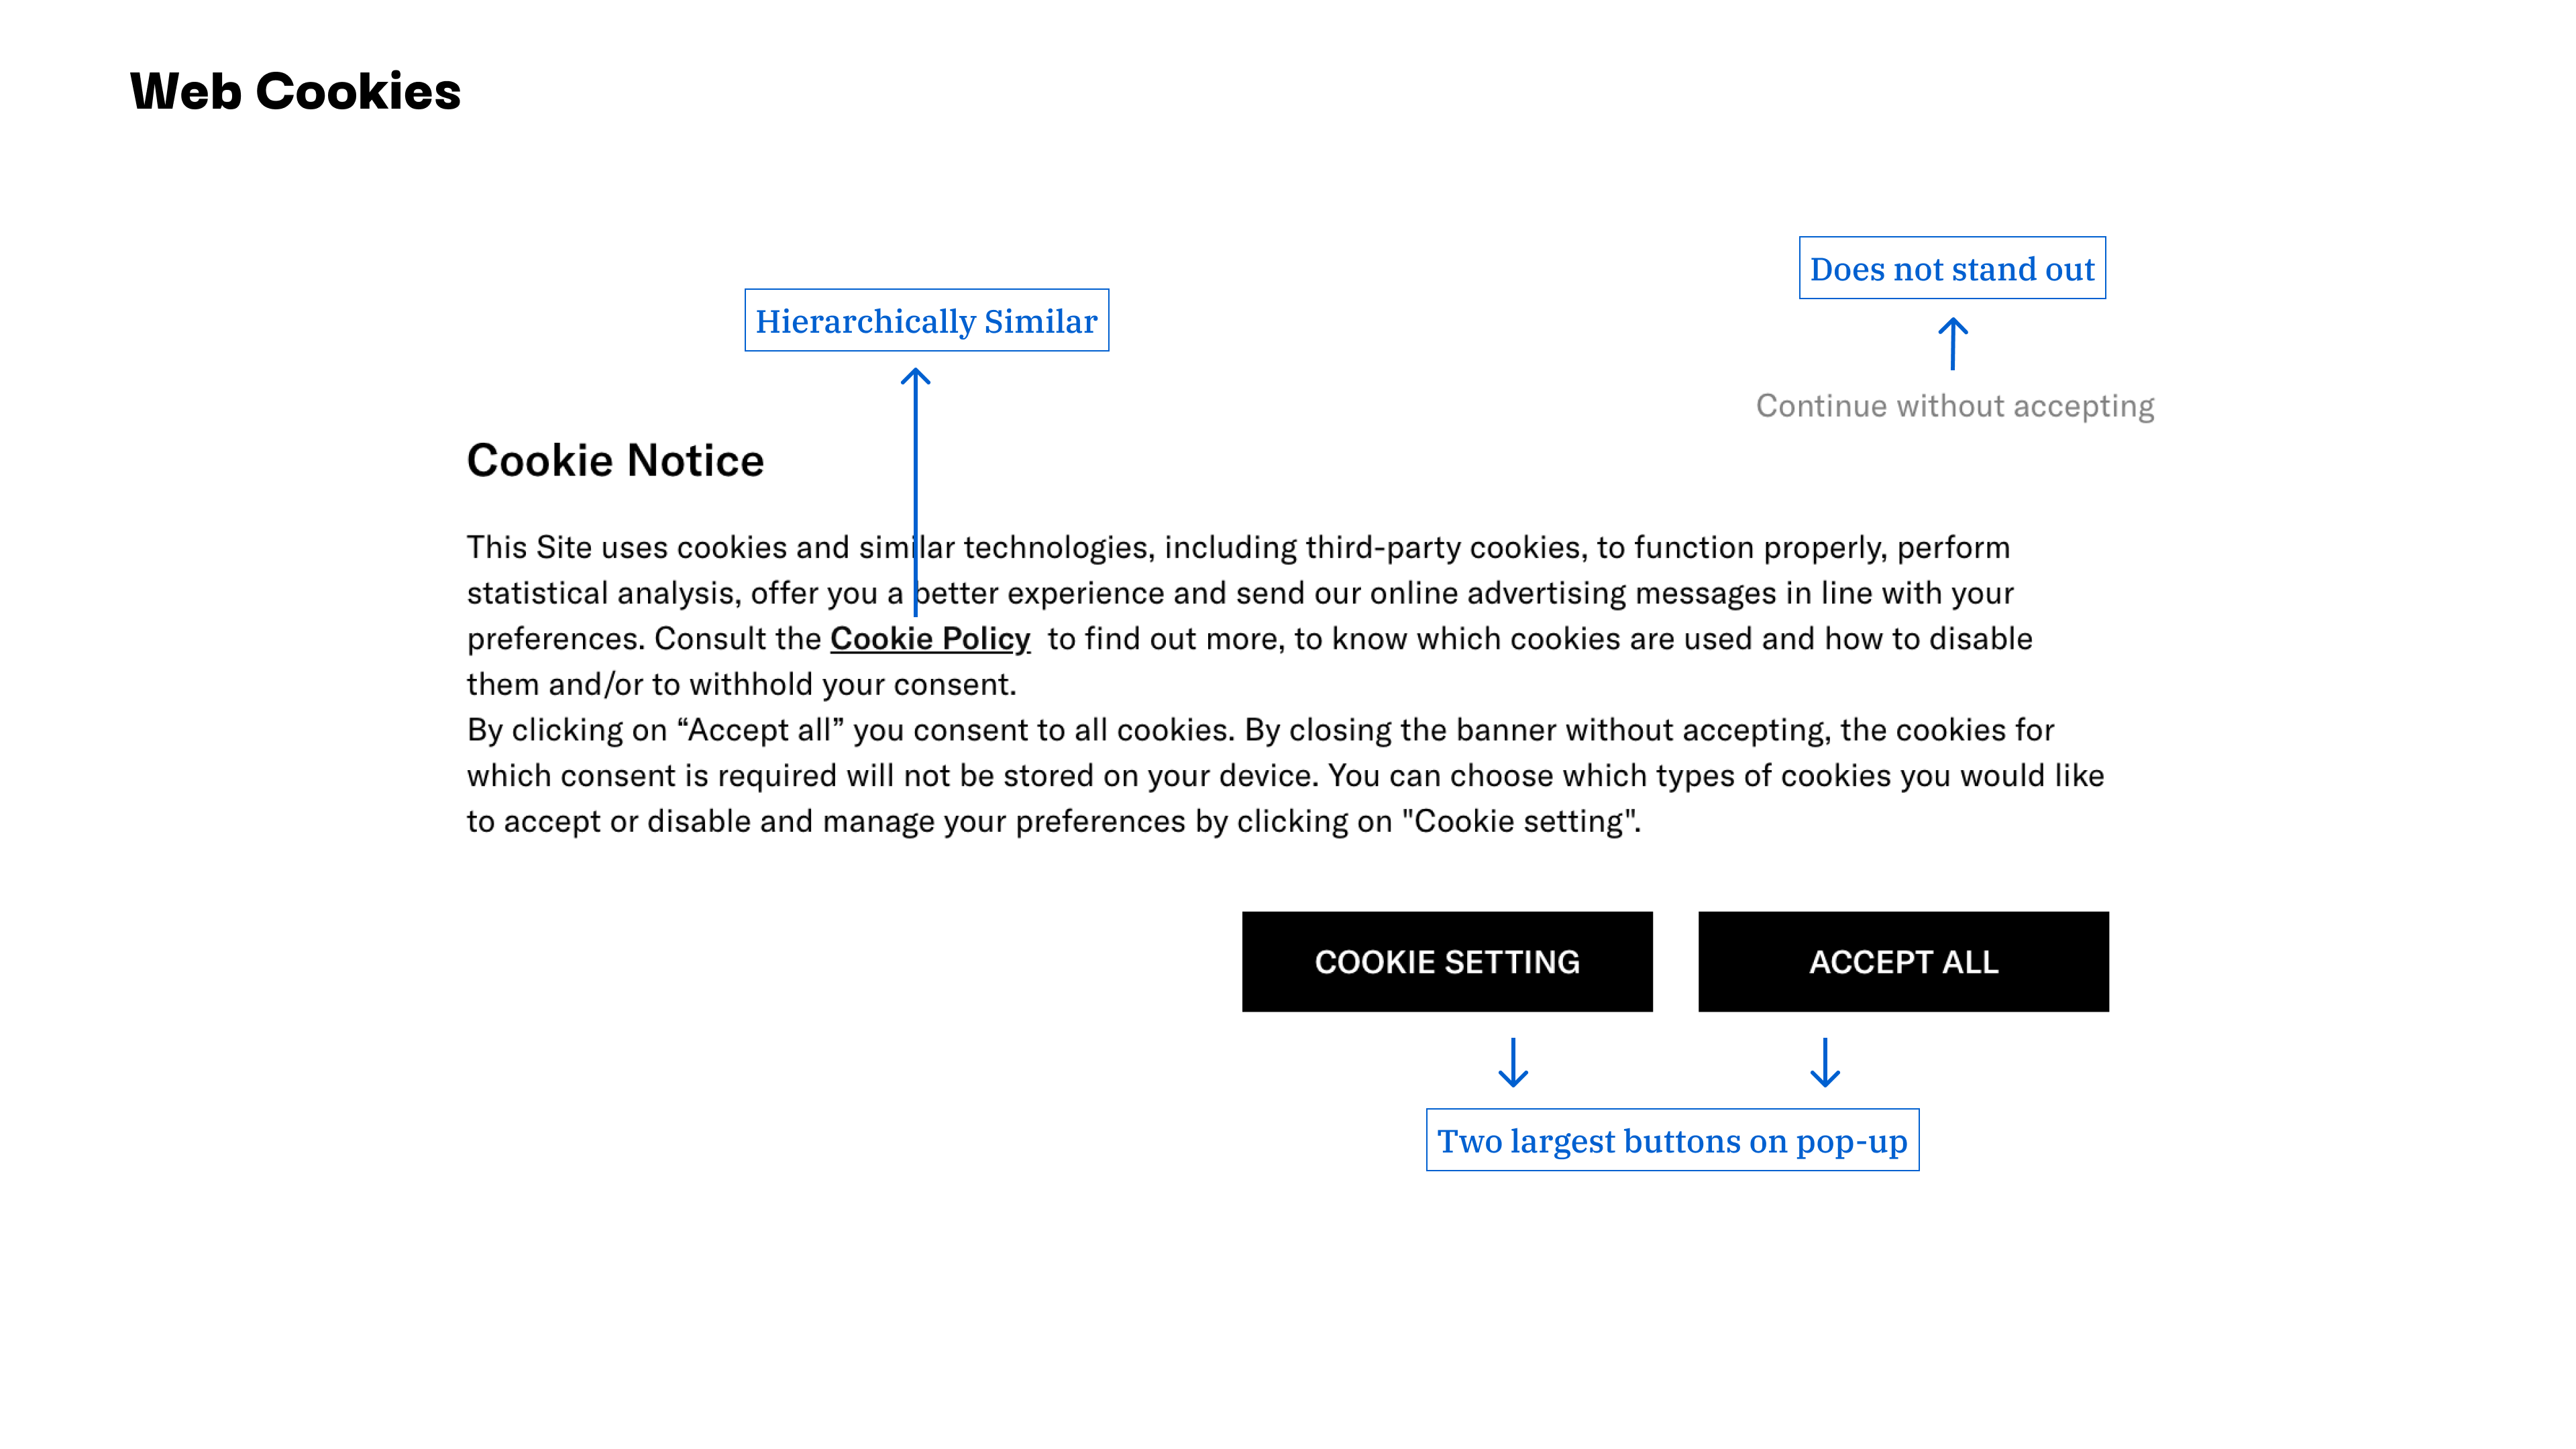 Web Cookies
Does not stand out
Hierarchically Similar
Continue without accepting
Cookie Notice
This Site uses cookies and similar technologies, including third-party cookies, to function properly, perform
statistical analysis, offer you a better experience and send our online advertising messages in line with your
preferences. Consult the Cookie Policy to find out more, to know which cookies are used and how to disable
them and/or to withhold your consent.
By clicking on “Accept all” you consent to all cookies. By closing the banner without accepting, the cookies for
which consent is required will not be stored on your device. You can choose which types of cookies you would like
to accept or disable and manage your preferences by clicking on "Cookie setting".
COOKIE SETTING
ACCEPT ALL
Two largest buttons on pop-up